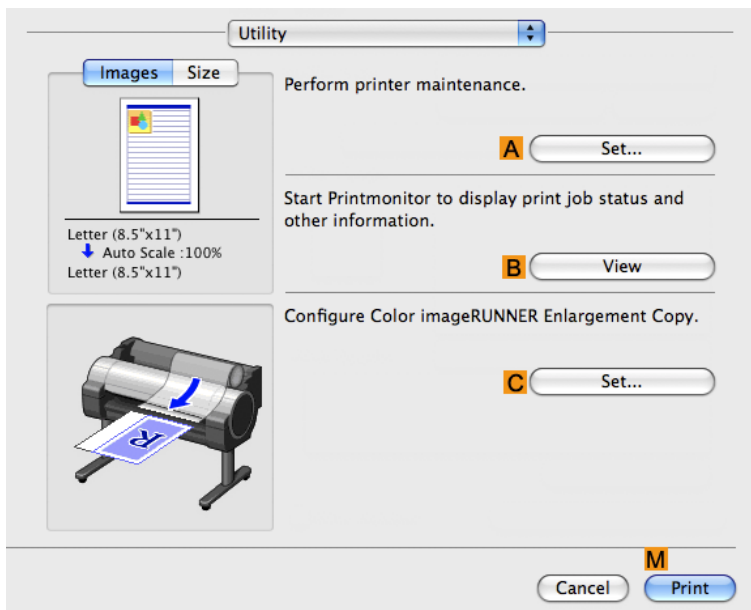 Utility
Images Size
Perform printer maintenance.
A Set...
Start Printmonitor to display print job status and
other information.
Letter (8.5"x11")
Auto Scale :100%
Letter (8.5"x11")
B View
Configure Color imageRUNNER Enlargement Copy.
C Set...
R
M
Cancel Print